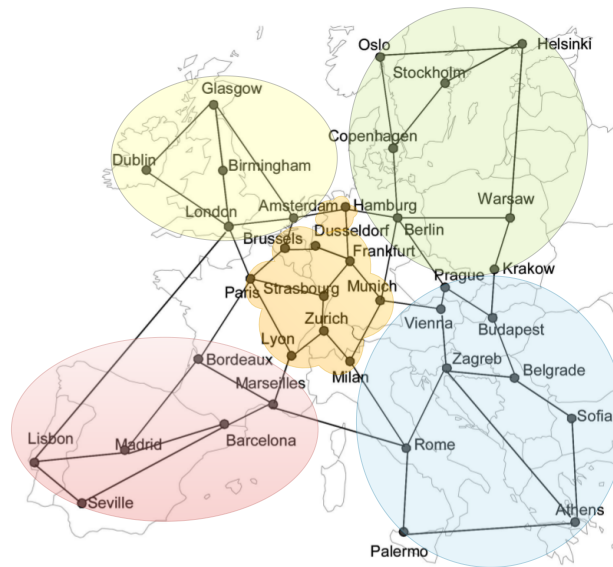 Oslo
Helsinki
Stockholm
Glasgow
Copenhagen
Dublin
Birmingham
London
Amsterdam
Hamburg
Warsaw
Berlin
Brussels
Dusseldorf
Frankfurt
Krakow
Prague
Paris
Strasbourg
Munich
Vienna
Zurich
Budapest
Lyon
Bordeaux
Milan
Zagreb
Belgrade
Marseilles
Sofia
Lisbon
Madrid
Barcelona
Rome
Seville
Athens
Palermo